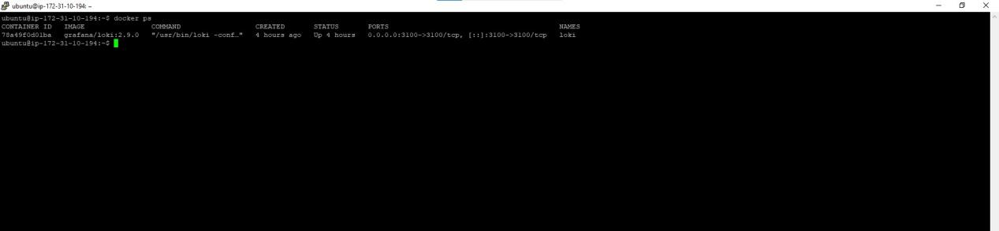 ubuntu@ip-172-31-10-194: ~
ubuntu@ip-172-31-10-194:~$ docker ps
CONTAINER ID   IMAGE                COMMAND                  CREATED       STATUS       PORTS                                         NAMES
78a49f0d01ba   grafana/loki:2.9.0   "/usr/bin/loki -conf…"   4 hours ago   Up 4 hours   0.0.0.0:3100->3100/tcp, [::]:3100->3100/tcp   loki
ubuntu@ip-172-31-10-194:~$